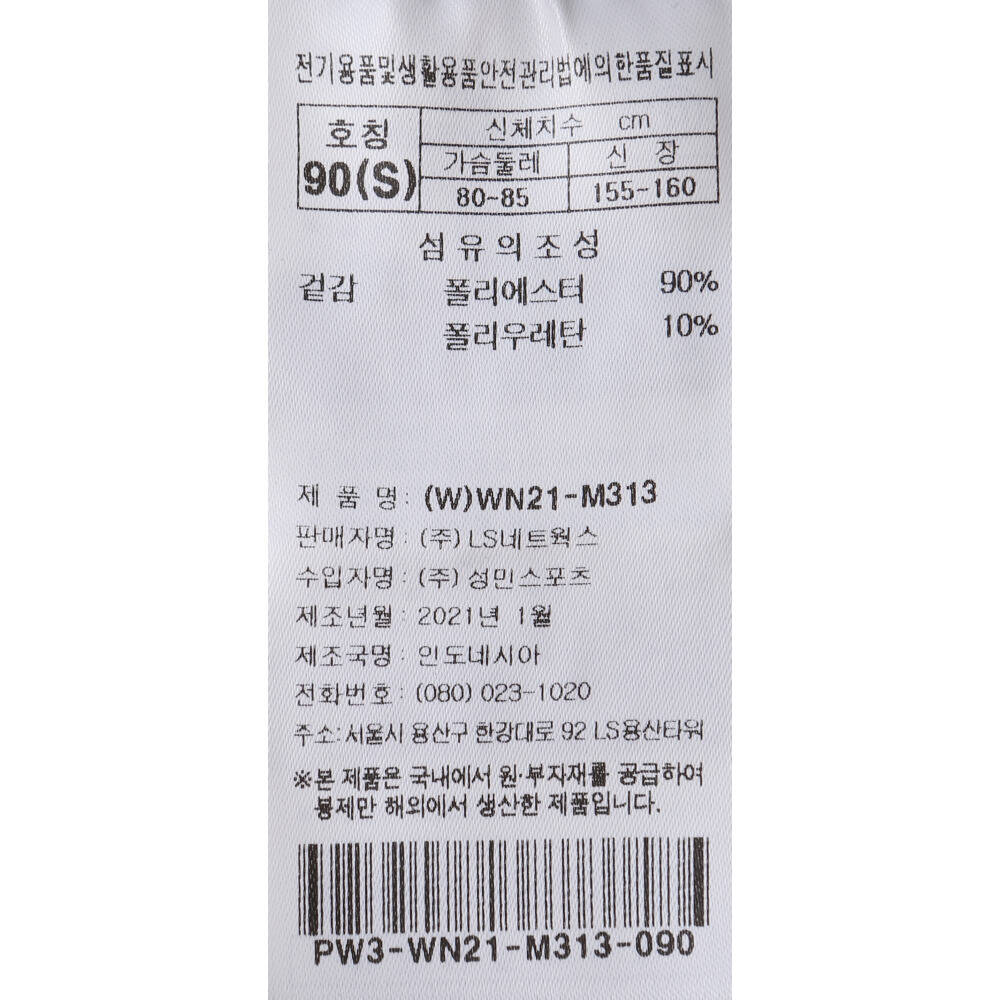 전기용품및생활용품안전관리법에의한품질표시
호칭 신체치수 cm
90(S) 가슴둘레 신 장
80~85 155-160
섬유의조성
겉감 폴리에스터 90%
폴리우레탄 10%
제 품 명: (W)WN21-M313
판매자명 : (주) LS네트웍스
수입자명 : (주) 성민스포츠
제조년월 : 2021년 1월
제조국명 : 인도네시아
전화번호 : (080) 023-1020
주소:서울시 용산구 한강대로 92 LS용산타워
※본 제품은 국내에서 원·부자재를 공급하여
봉제만 해외에서 생산한 제품입니다.
PW3-WN21-M313-090